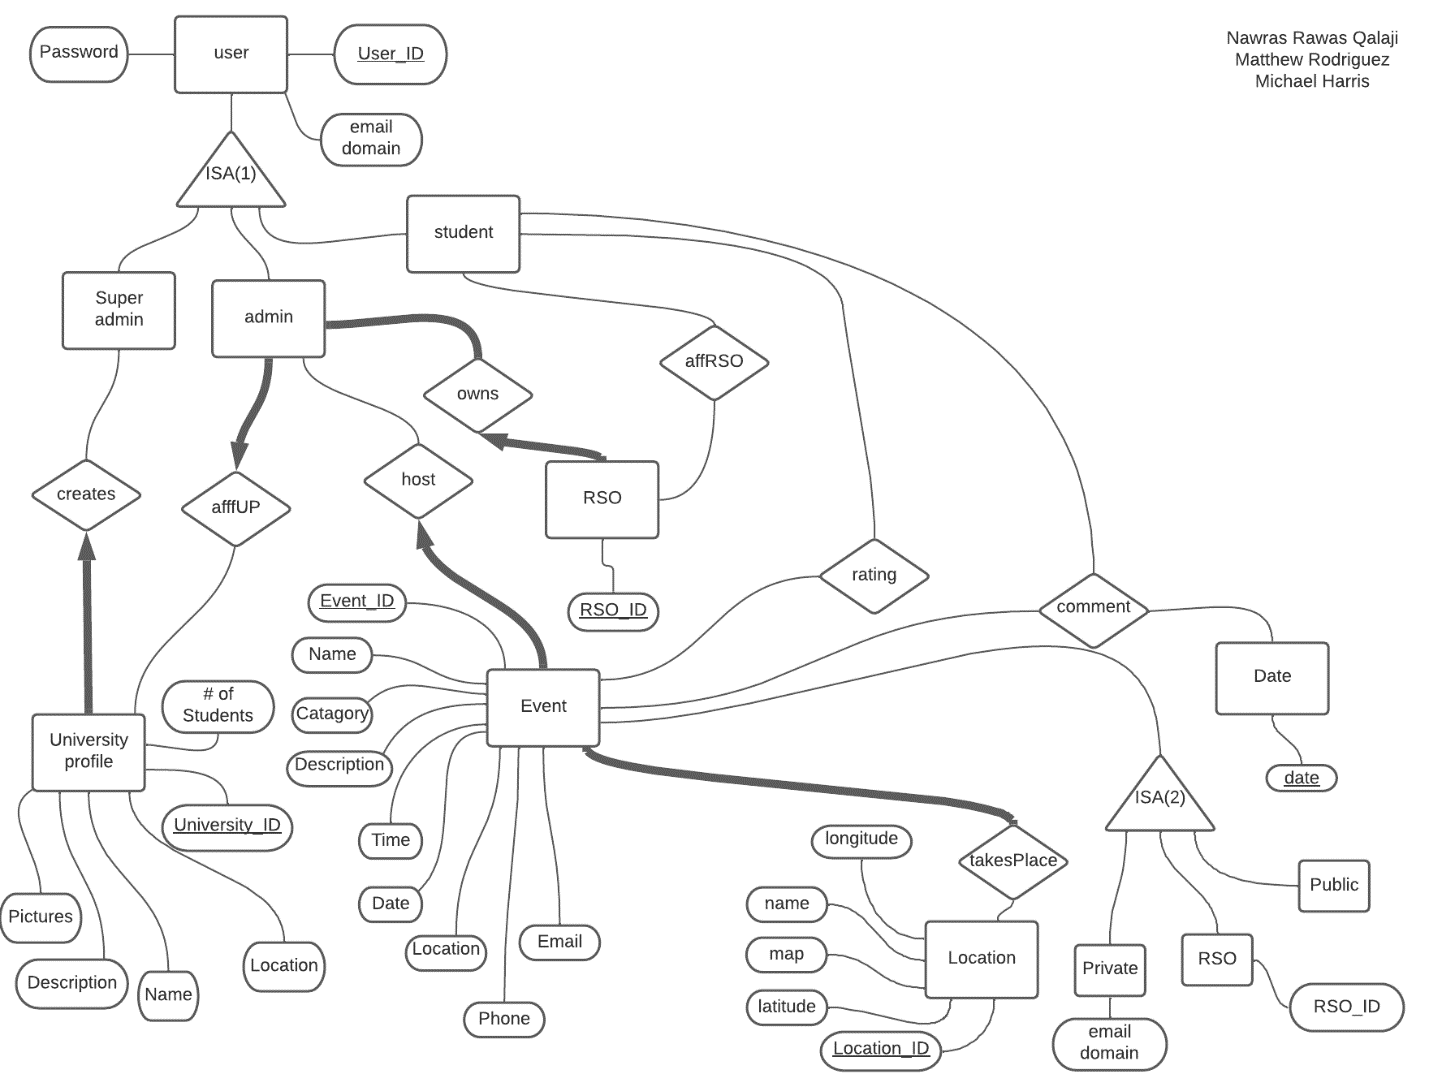 Nawras Rawas Qalaji
Matthew Rodriguez
Michael Harris
Password
user
User_ID
email
domain
ISA(1)
student
Super
admin
admin
owns
affRSO
creates
afffUP
host
RSO
RSO_ID
rating
comment
Date
date
Event_ID
Name
Catagory
Description
Time
Date
Location
Phone
Email
Event
# of
Students
University
profile
University_ID
Pictures
Description
Name
Location
takesPlace
longitude
name
map
latitude
Location_ID
Location
ISA(2)
Public
Private
RSO
email
domain
RSO_ID